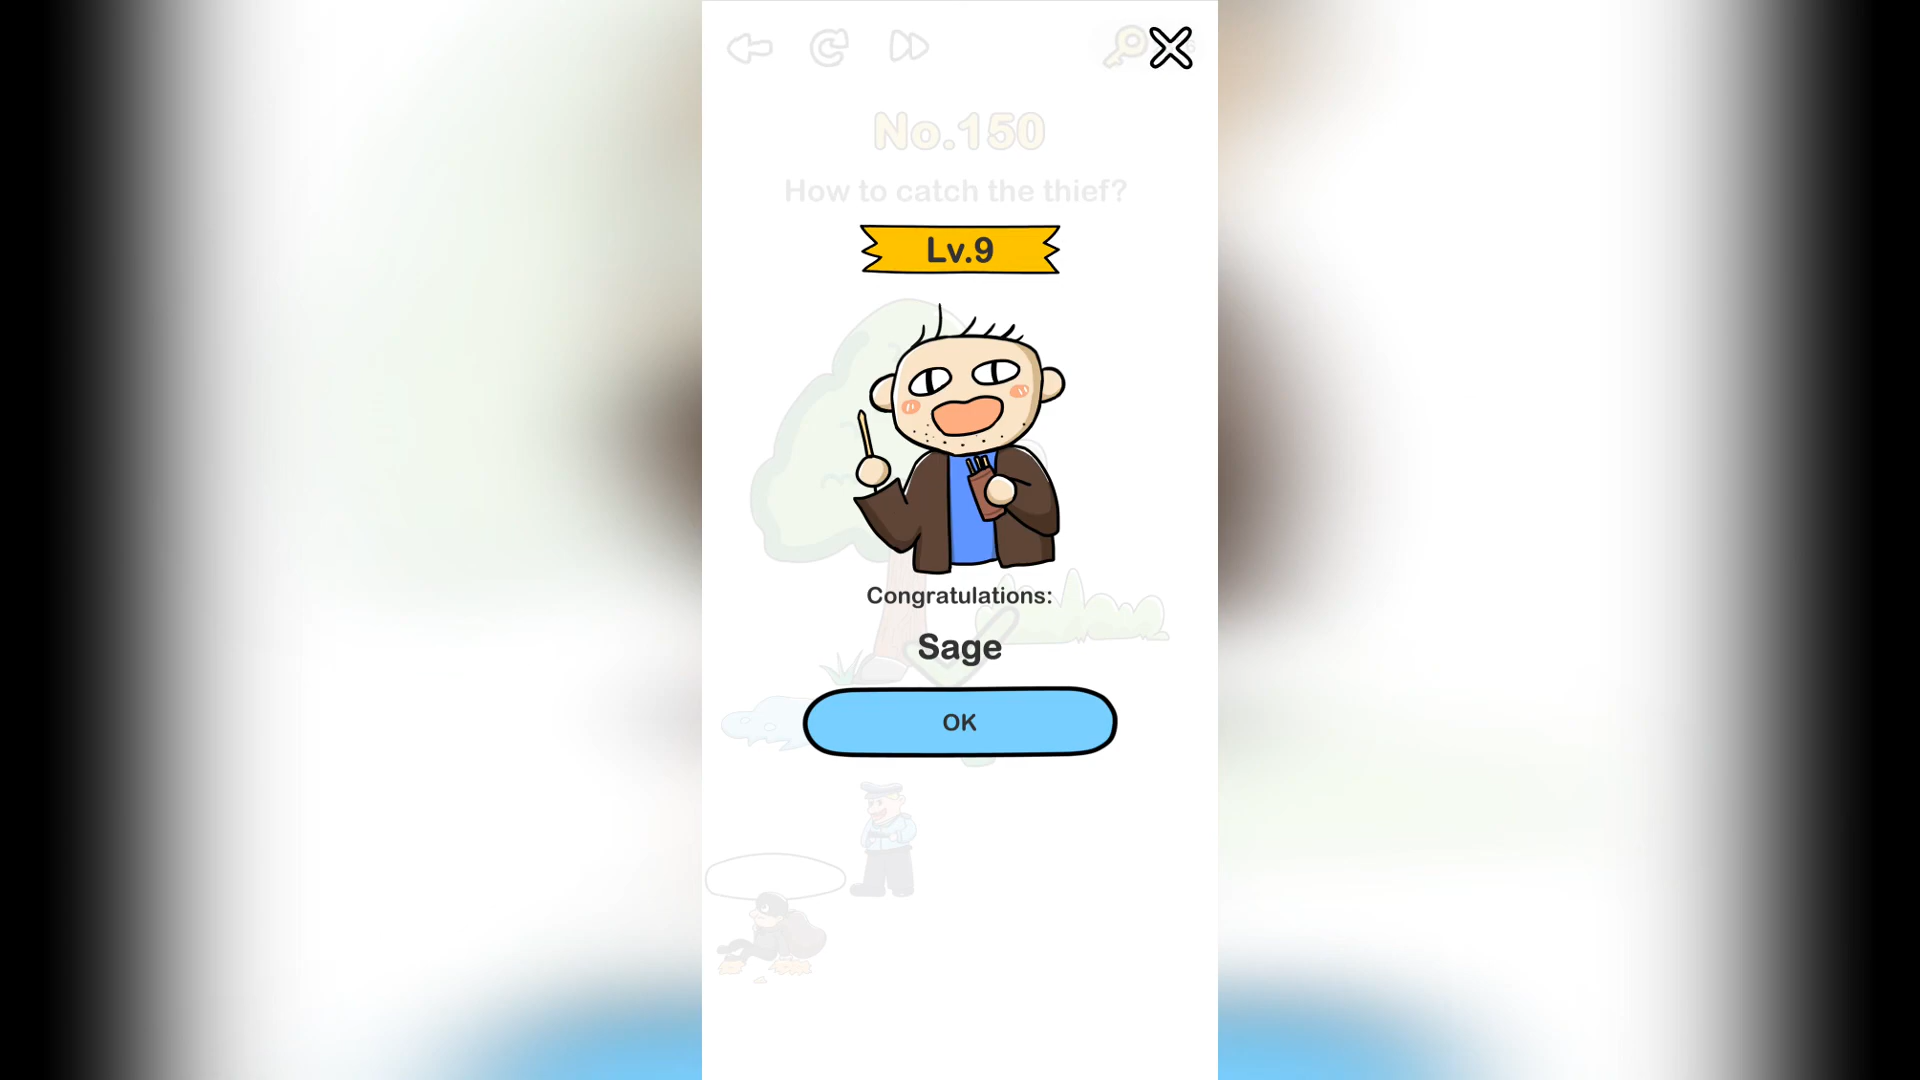 No.150
How to catch the thief?
Lv.9
Congratulations:
Sage
OK